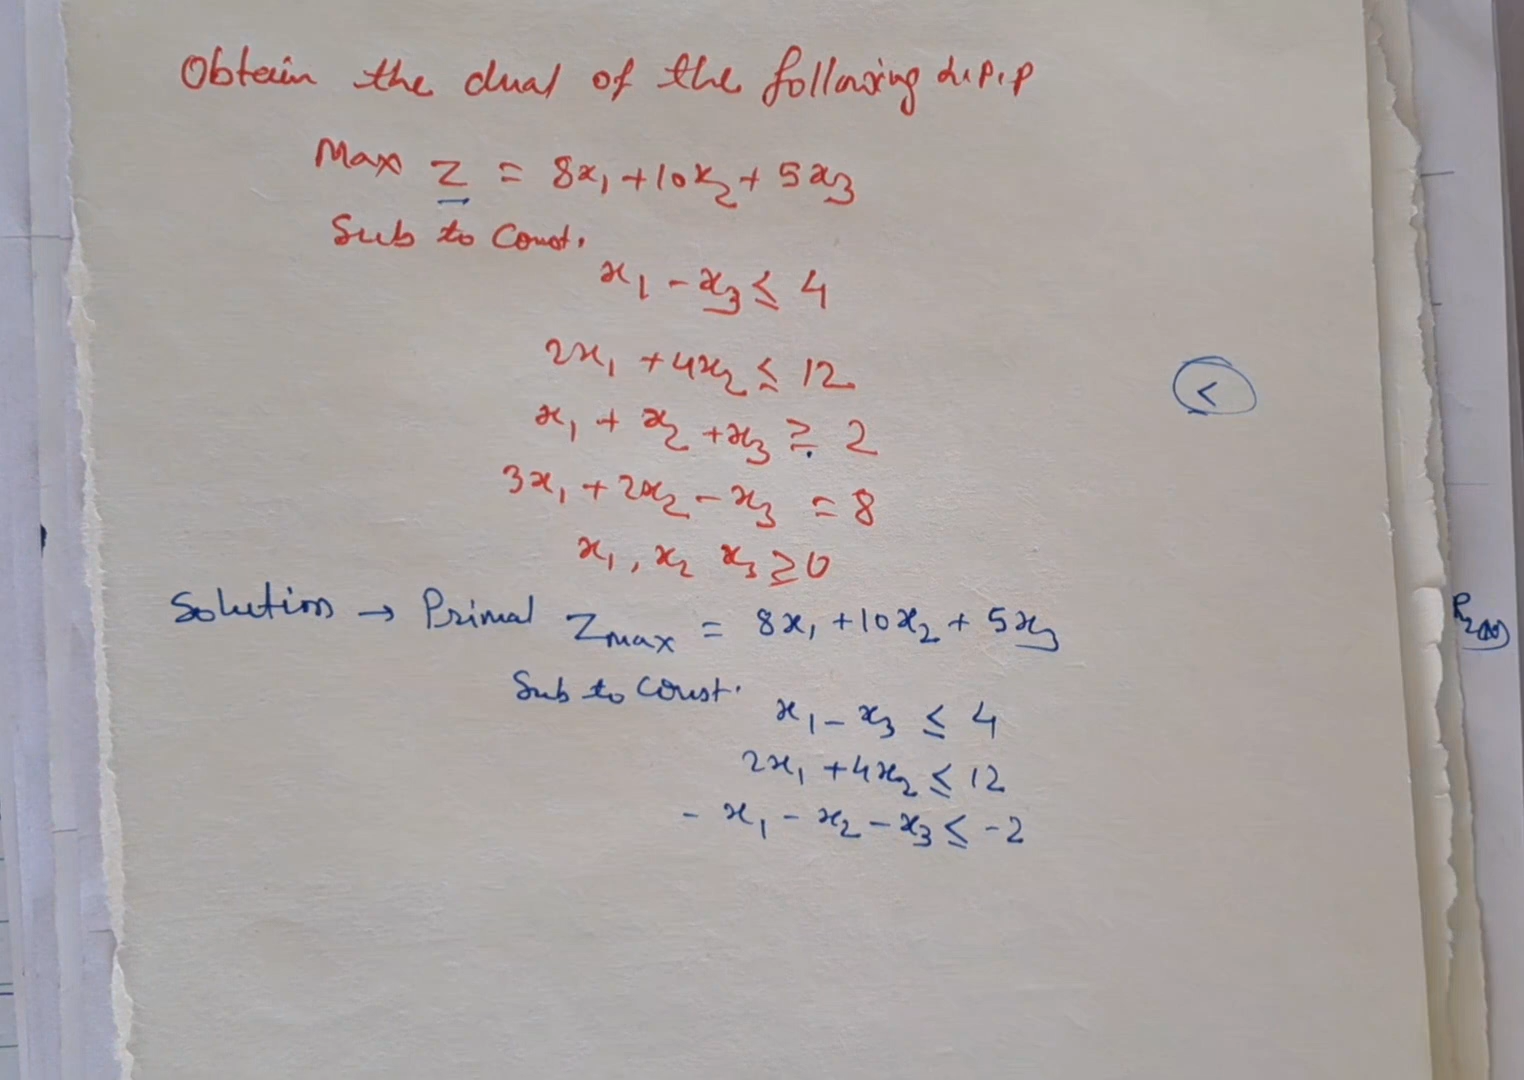 Obtain the dual of the following L.P.P
Max Z = 8x₁ + 10x₂ + 5x₃
Sub to Const.
x₁ - x₃ ≤ 4
2x₁ + 4x₂ ≤ 12
<
x₁ + x₂ + x₃ ≥ 2
3x₁ + 2x₂ - x₃ = 8
x₁, x₂ x₃ ≥ 0
Solution → Primal Zmax = 8x₁ + 10x₂ + 5x₃
Sub to Const.
x₁ - x₃ ≤ 4
2x₁ + 4x₂ ≤ 12
- x₁ - x₂ - x₃ ≤ -2